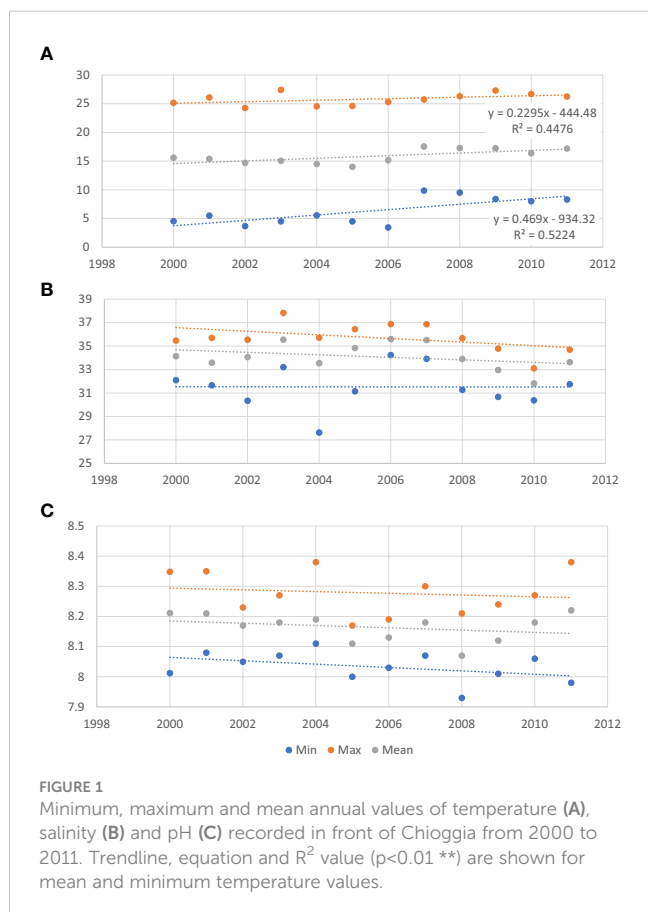 A
30
25
20
15
10
5
0
y = 0.2295x - 444.48
R² = 0.4476
y = 0.469x - 934.32
R² = 0.5224
1998 2000 2002 2004 2006 2008 2010 2012
B
39
37
35
33
31
29
27
25
1998 2000 2002 2004 2006 2008 2010 2012
C
8.5
8.4
8.3
8.2
8.1
8
7.9
1998 2000 2002 2004 2006 2008 2010 2012
Min Max Mean
FIGURE 1
Minimum, maximum and mean annual values of temperature (A),
salinity (B) and pH (C) recorded in front of Chioggia from 2000 to
2011. Trendline, equation and R² value (p<0.01 **) are shown for
mean and minimum temperature values.